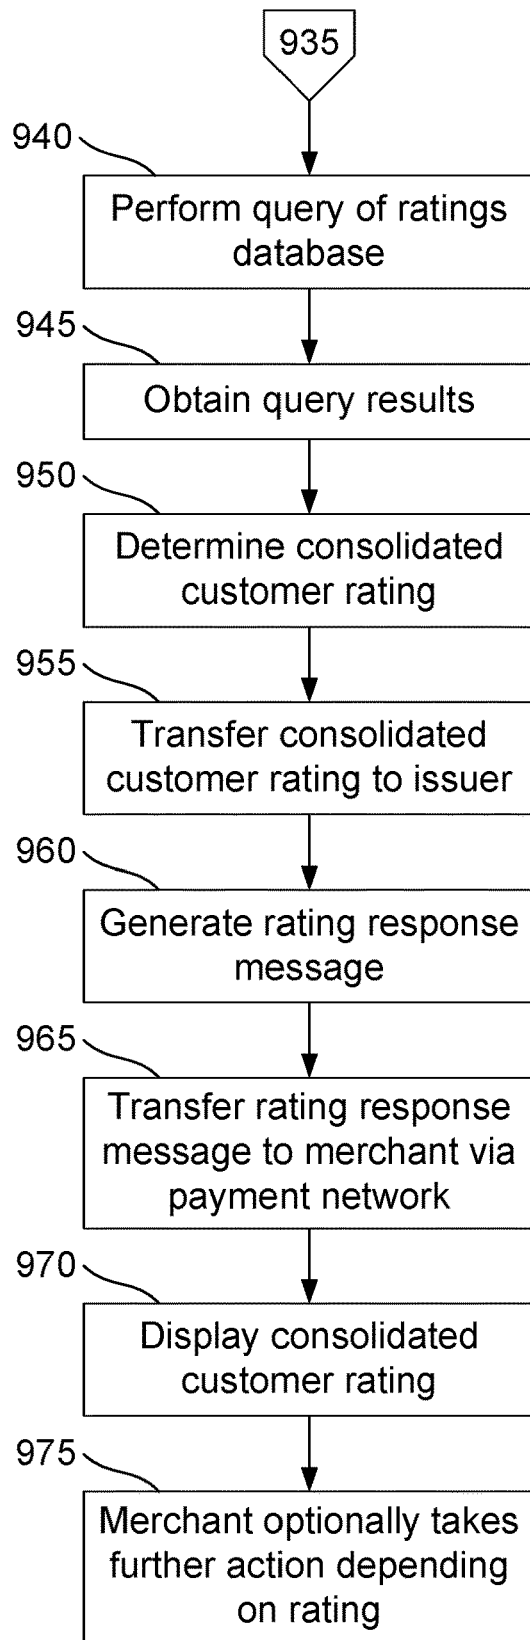 935
940
Perform query of ratings
database
945
Obtain query results
950
Determine consolidated
customer rating
955
Transfer consolidated
customer rating to issuer
960
Generate rating response
message
965
Transfer rating response
message to merchant via
payment network
970
Display consolidated
customer rating
975
Merchant optionally takes
further action depending
on rating